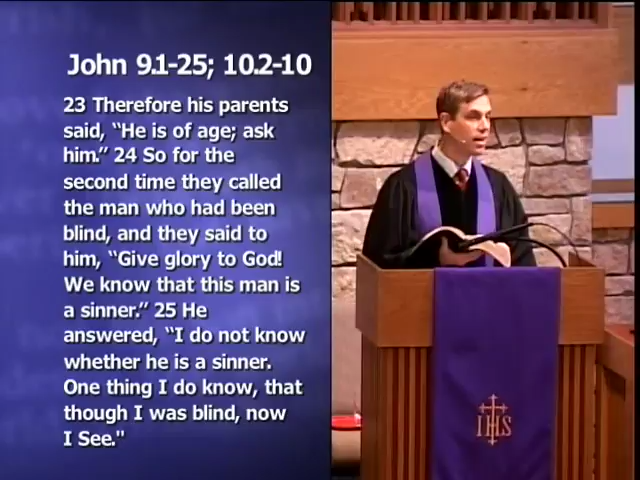 John 9.1-25; 10.2-10
23 Therefore his parents
said, “He is of age; ask
him.” 24 So for the
second time they called
the man who had been
blind, and they said to
him, “Give glory to God!
We know that this man is
a sinner.” 25 He
answered, “I do not know
whether he is a sinner.
One thing I do know, that
though I was blind, now
I See."
IHS